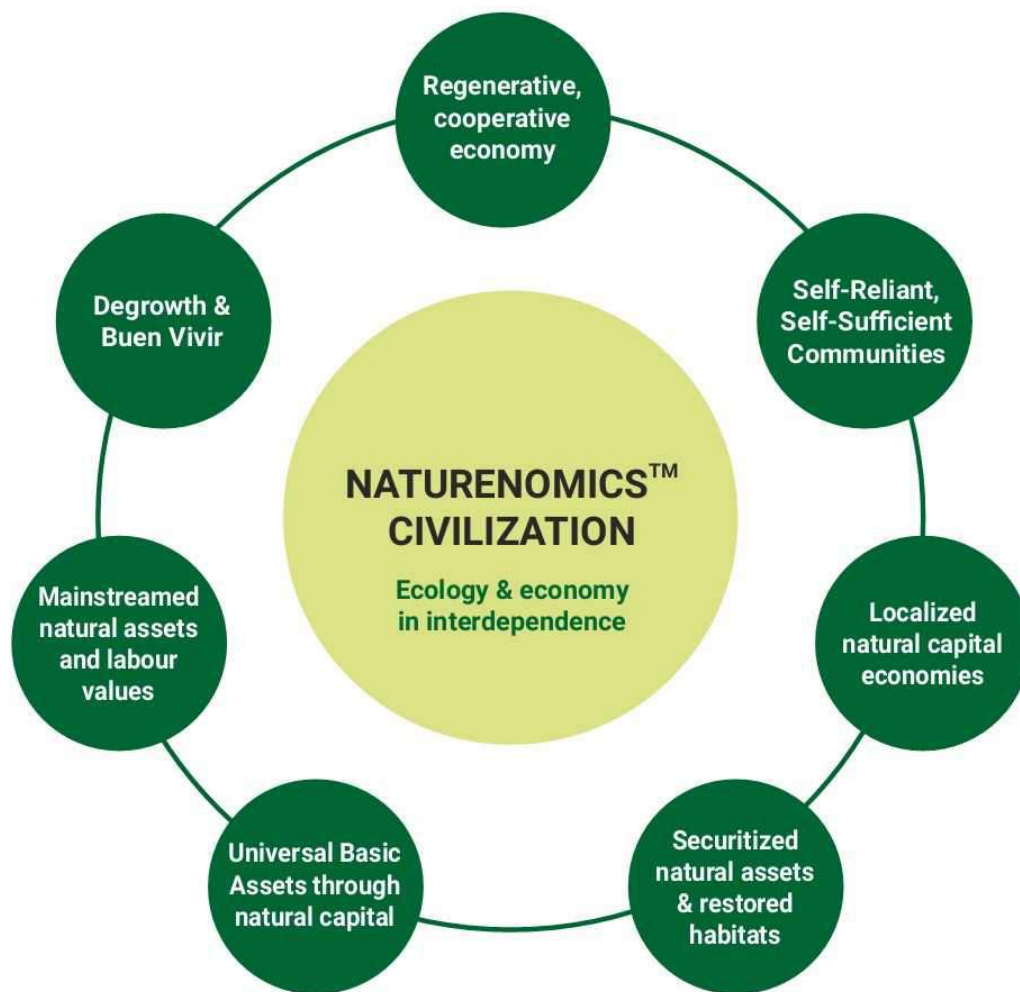 Regenerative,
cooperative
economy
Self-Reliant,
Self-Sufficient
Communities
Localized
natural capital
economies
Securitized
natural assets
& restored
habitats
Universal Basic
Assets through
natural capital
Mainstreamed
natural assets
and labour
values
Degrowth &
Buen Vivir
NATURENOMICS™
CIVILIZATION
Ecology & economy
in interdependence